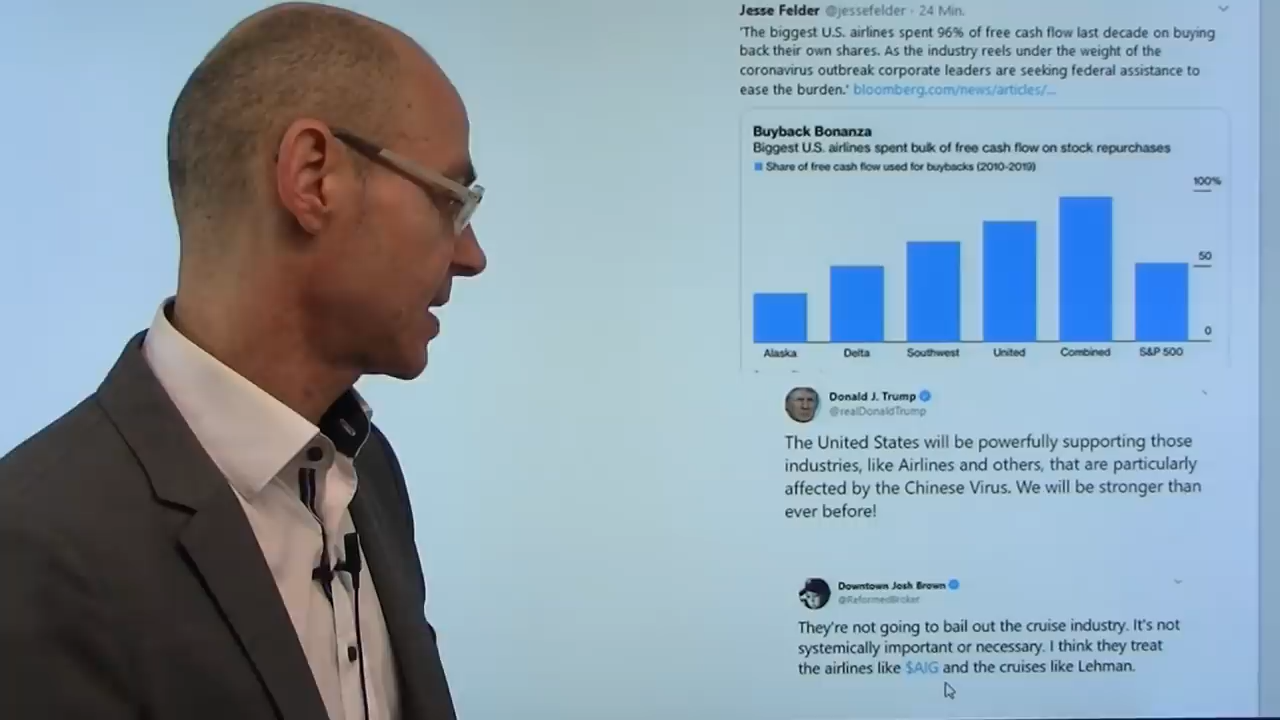 Jesse Felder @jessefelder · 24 Min.
'The biggest U.S. airlines spent 96% of free cash flow last decade on buying
back their own shares. As the industry reels under the weight of the
coronavirus outbreak corporate leaders are seeking federal assistance to
ease the burden.' bloomberg.com/news/articles/...
Buyback Bonanza
Biggest U.S. airlines spent bulk of free cash flow on stock repurchases
Share of free cash flow used for buybacks (2010-2019)
100%
50
0
Alaska Delta Southwest United Combined S&P 500
Donald J. Trump
@realDonaldTrump
The United States will be powerfully supporting those
industries, like Airlines and others, that are particularly
affected by the Chinese Virus. We will be stronger than
ever before!
Downtown Josh Brown
@ReformedBroker
They're not going to bail out the cruise industry. It's not
systemically important or necessary. I think they treat
the airlines like $AIG and the cruises like Lehman.